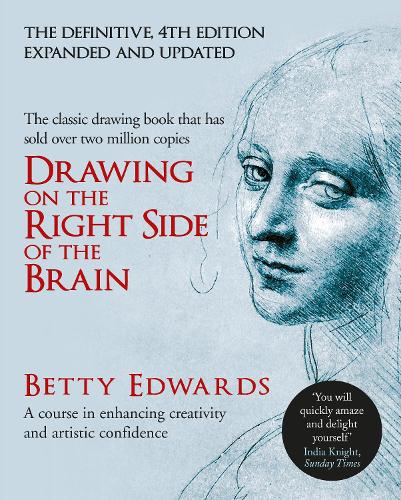 THE DEFINITIVE, 4TH EDITION
EXPANDED AND UPDATED
The classic drawing book that has
sold over two million copies
DRAWING
ON THE
RIGHT SIDE
OF THE
BRAIN
BETTY EDWARDS
A course in enhancing creativity
and artistic confidence
‘You will
quickly amaze
and delight
yourself’
India Knight,
Sunday Times